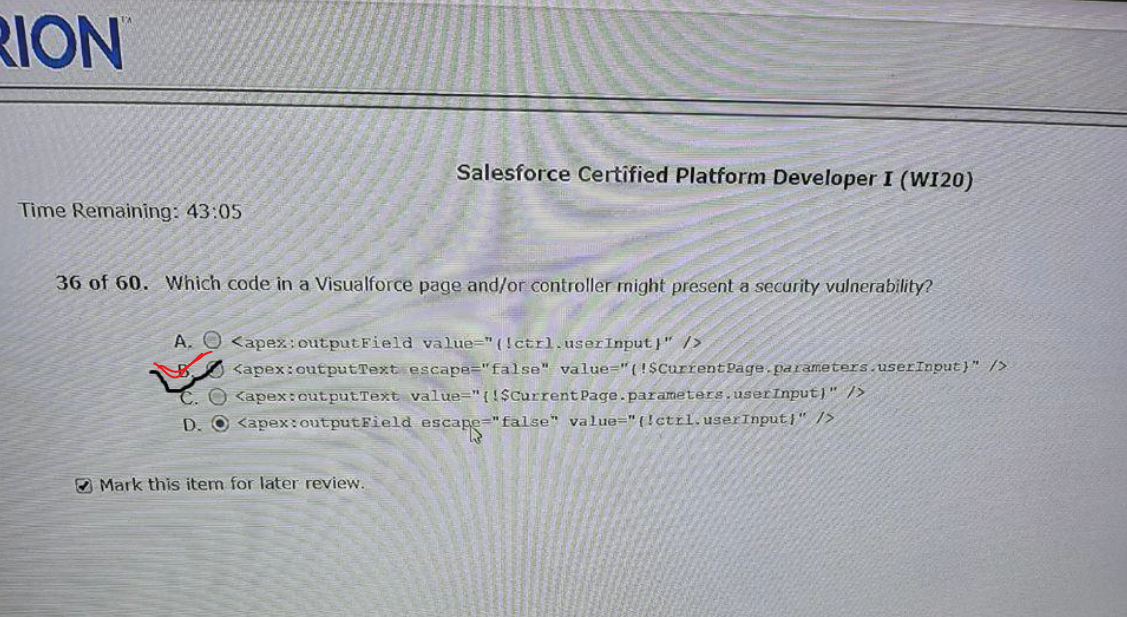 RION™
Salesforce Certified Platform Developer I (WI20)
Time Remaining: 43:05
36 of 60. Which code in a Visualforce page and/or controller might present a security vulnerability?
A. <apex:outputField value="{!ctrl.userInput}" />
B. <apex:outputText escape="false" value="{!$CurrentPage.parameters.userInput}" />
C. <apex:outputText value="{!$CurrentPage.parameters.userInput}" />
D. <apex:outputField escape="false" value="{!ctrl.userInput}" />
Mark this item for later review.